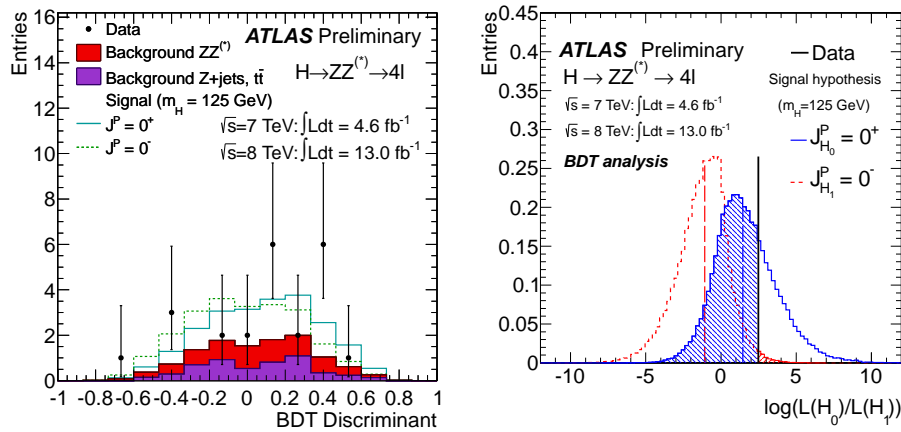 Entries
16
14
12
10
8
6
4
2
0
Data
Background ZZ(*)
Background Z+jets, tt̄
Signal (mH = 125 GeV)
J^P = 0+
J^P = 0-
ATLAS Preliminary
H→ZZ(*)→4l
√s=7 TeV: ∫Ldt = 4.6 fb-1
√s=8 TeV: ∫Ldt = 13.0 fb-1
-1 -0.8 -0.6 -0.4 -0.2 0 0.2 0.4 0.6 0.8 1
BDT Discriminant
Entries
0.45
0.4
0.35
0.3
0.25
0.2
0.15
0.1
0.05
0
ATLAS Preliminary
H → ZZ(*) → 4l
√s = 7 TeV: ∫Ldt = 4.6 fb-1
√s = 8 TeV: ∫Ldt = 13.0 fb-1
BDT analysis
Data
Signal hypothesis
(mH=125 GeV)
J^P_H0 = 0+
J^P_H1 = 0-
-10 -5 0 5 10
log(L(H0)/L(H1))